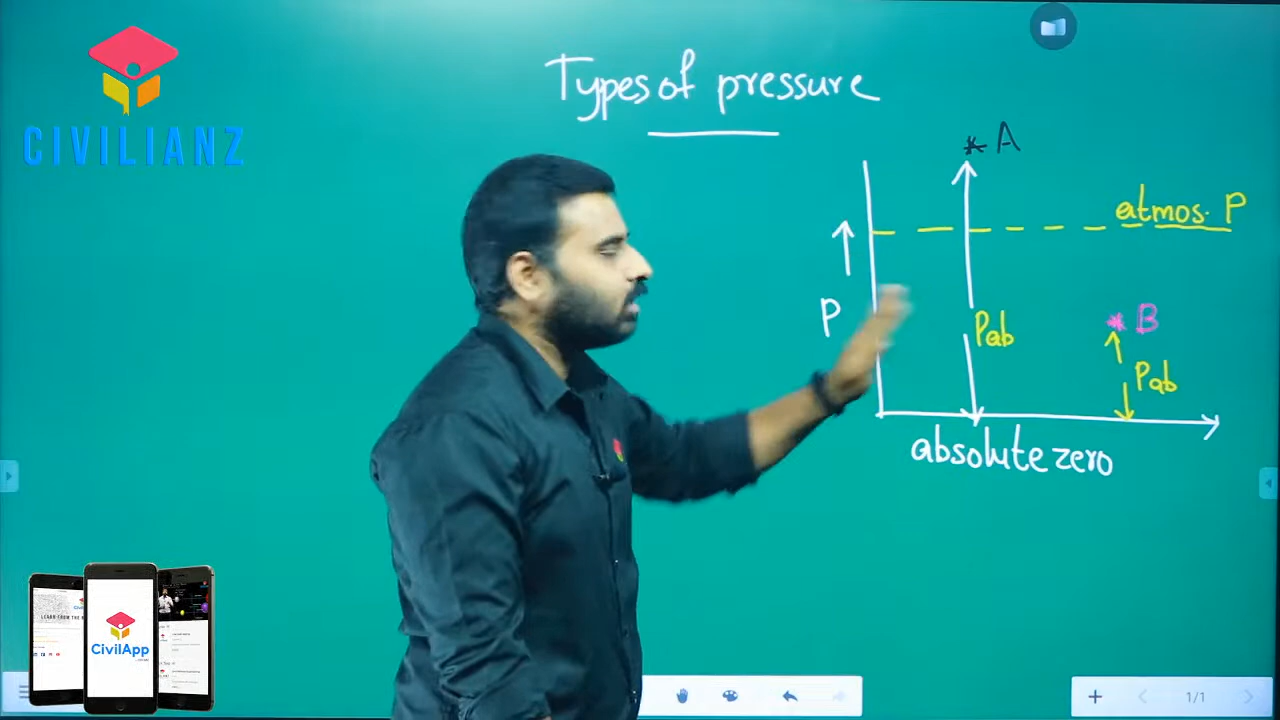 CIVILIANZ
Types of pressure
* A
atmos. P
P
Pab
* B
Pab
absolute zero
CivilApp
1/1